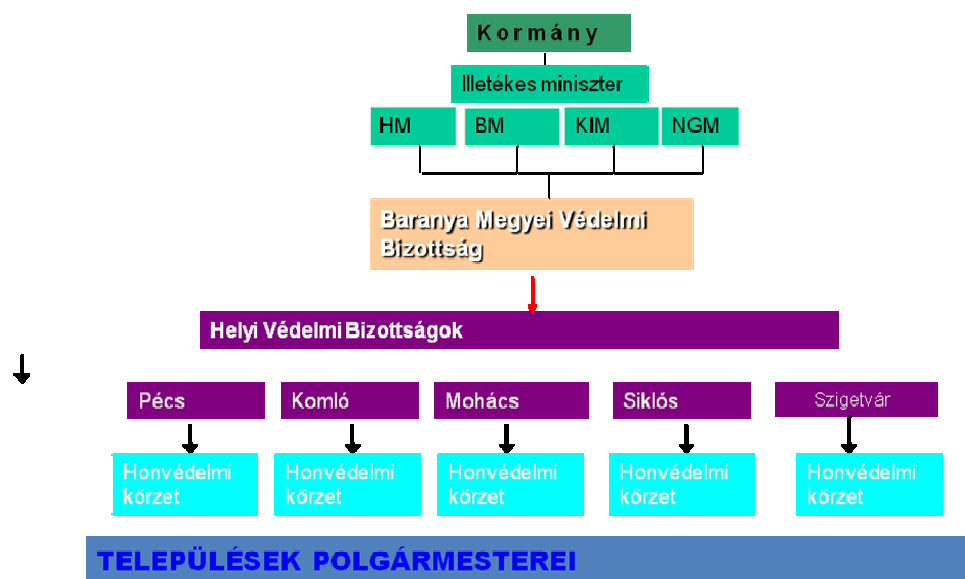 Kormány
Illetékes miniszter
HM BM KIM NGM
Baranya Megyei Védelmi
Bizottság
Helyi Védelmi Bizottságok
Pécs Komló Mohács Siklós Szigetvár
Honvédelmi Honvédelmi Honvédelmi Honvédelmi Honvédelmi
körzet körzet körzet körzet körzet
TELEPÜLÉSEK POLGÁRMESTEREI